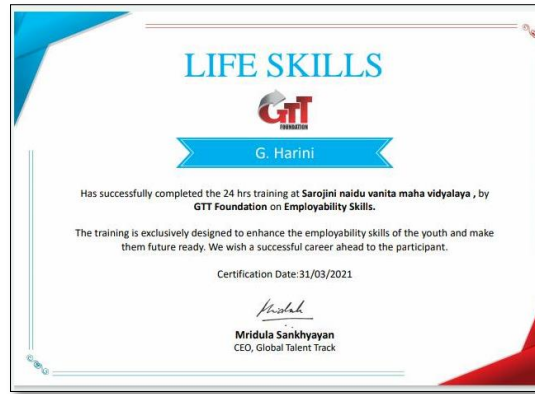 LIFE SKILLS
GTT
FOUNDATION
G. Harini
Has successfully completed the 24 hrs training at Sarojini naidu vanita maha vidyalaya , by
GTT Foundation on Employability Skills.
The training is exclusively designed to enhance the employability skills of the youth and make
them future ready. We wish a successful career ahead to the participant.
Certification Date:31/03/2021
Mridula Sankhyayan
CEO, Global Talent Track